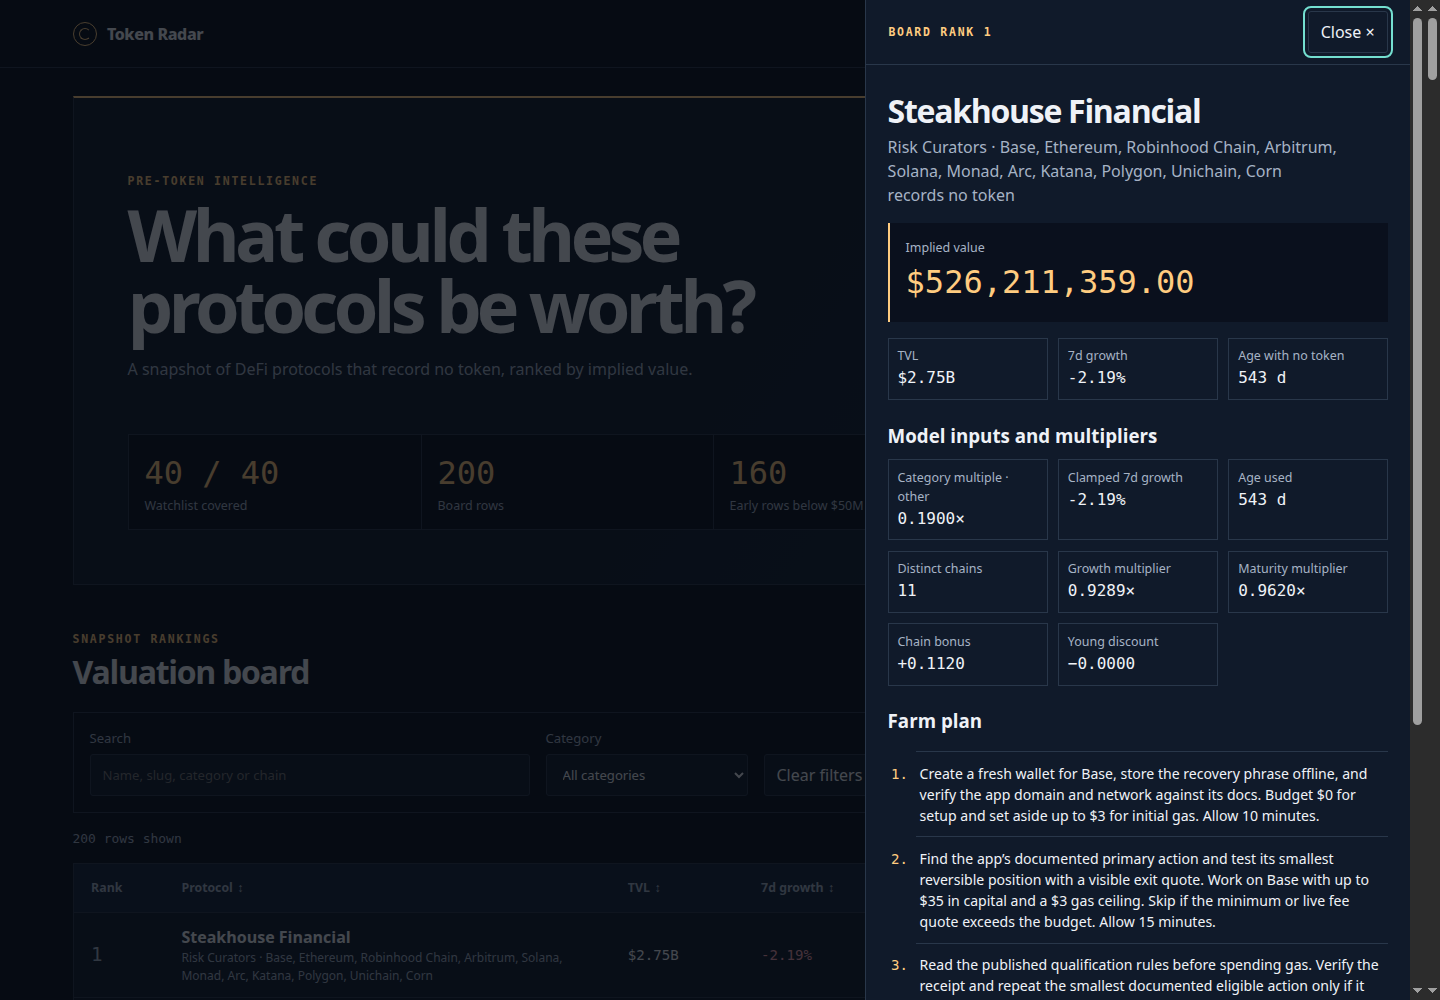 Token Radar
PRE-TOKEN INTELLIGENCE
What could these
protocols be worth?
A snapshot of DeFi protocols that record no token, ranked by implied value.
40 / 40
Watchlist covered
200
Board rows
160
Early rows below $50M
SNAPSHOT RANKINGS
Valuation board
Search
Name, slug, category or chain
Category
All categories
Clear filters
200 rows shown
Rank
Protocol ↕
TVL ↕
7d growth ↕
1
Steakhouse Financial
Risk Curators · Base, Ethereum, Robinhood Chain, Arbitrum, Solana,
Monad, Arc, Katana, Polygon, Unichain, Corn
$2.75B
-2.19%
BOARD RANK 1
Close ×
Steakhouse Financial
Risk Curators · Base, Ethereum, Robinhood Chain, Arbitrum,
Solana, Monad, Arc, Katana, Polygon, Unichain, Corn
records no token
Implied value
$526,211,359.00
TVL
$2.75B
7d growth
-2.19%
Age with no token
543 d
Model inputs and multipliers
Category multiple ·
other
0.1900×
Clamped 7d growth
-2.19%
Age used
543 d
Distinct chains
11
Growth multiplier
0.9289×
Maturity multiplier
0.9620×
Chain bonus
+0.1120
Young discount
−0.0000
Farm plan
1. Create a fresh wallet for Base, store the recovery phrase offline, and
verify the app domain and network against its docs. Budget $0 for
setup and set aside up to $3 for initial gas. Allow 10 minutes.
2. Find the app’s documented primary action and test its smallest
reversible position with a visible exit quote. Work on Base with up to
$35 in capital and a $3 gas ceiling. Skip if the minimum or live fee
quote exceeds the budget. Allow 15 minutes.
3. Read the published qualification rules before spending gas. Verify the
receipt and repeat the smallest documented eligible action only if it